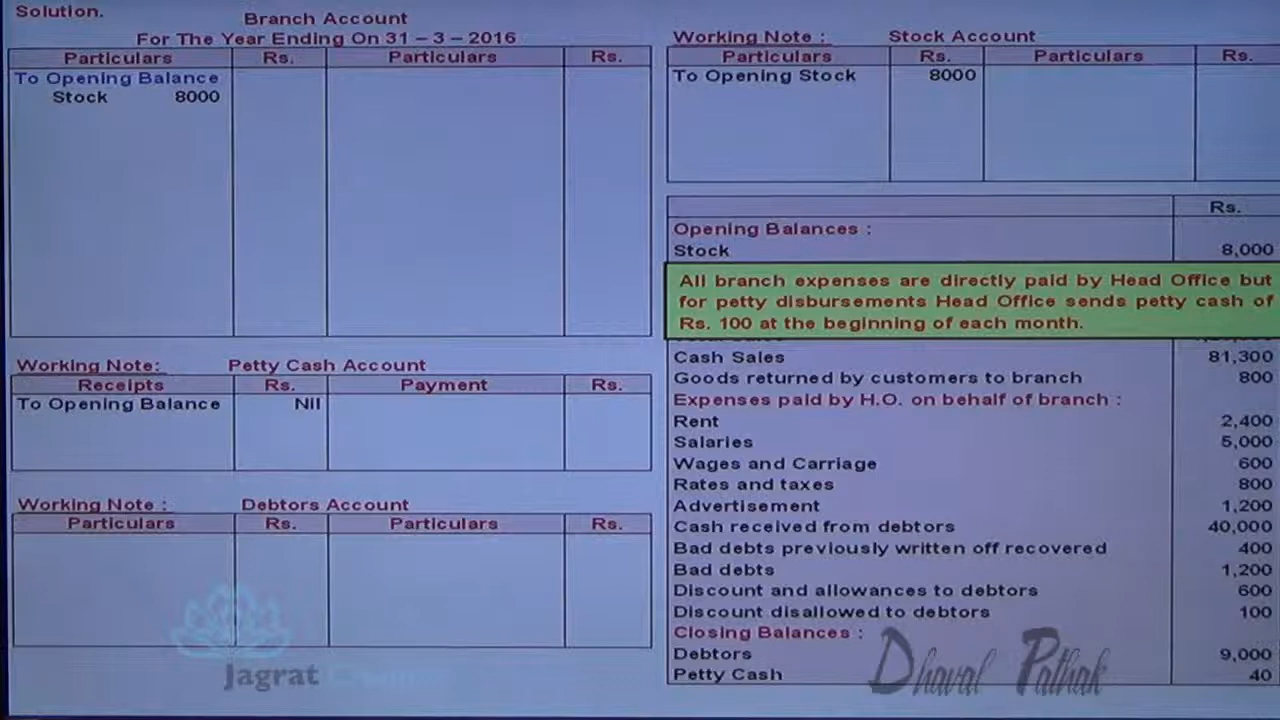 Solution.
Branch Account
For The Year Ending On 31 – 3 – 2016
Particulars Rs. Particulars Rs.
To Opening Balance
Stock 8000
Working Note: Petty Cash Account
Receipts Rs. Payment Rs.
To Opening Balance Nil
Working Note : Debtors Account
Particulars Rs. Particulars Rs.
Working Note : Stock Account
Particulars Rs. Particulars Rs.
To Opening Stock 8000
Rs.
Opening Balances :
Stock 8,000
All branch expenses are directly paid by Head Office but
for petty disbursements Head Office sends petty cash of
Rs. 100 at the beginning of each month.
Cash Sales 81,300
Goods returned by customers to branch 800
Expenses paid by H.O. on behalf of branch :
Rent 2,400
Salaries 5,000
Wages and Carriage 600
Rates and taxes 800
Advertisement 1,200
Cash received from debtors 40,000
Bad debts previously written off recovered 400
Bad debts 1,200
Discount and allowances to debtors 600
Discount disallowed to debtors 100
Closing Balances :
Debtors 9,000
Petty Cash 40
Jagrat
Dhaval Pathak